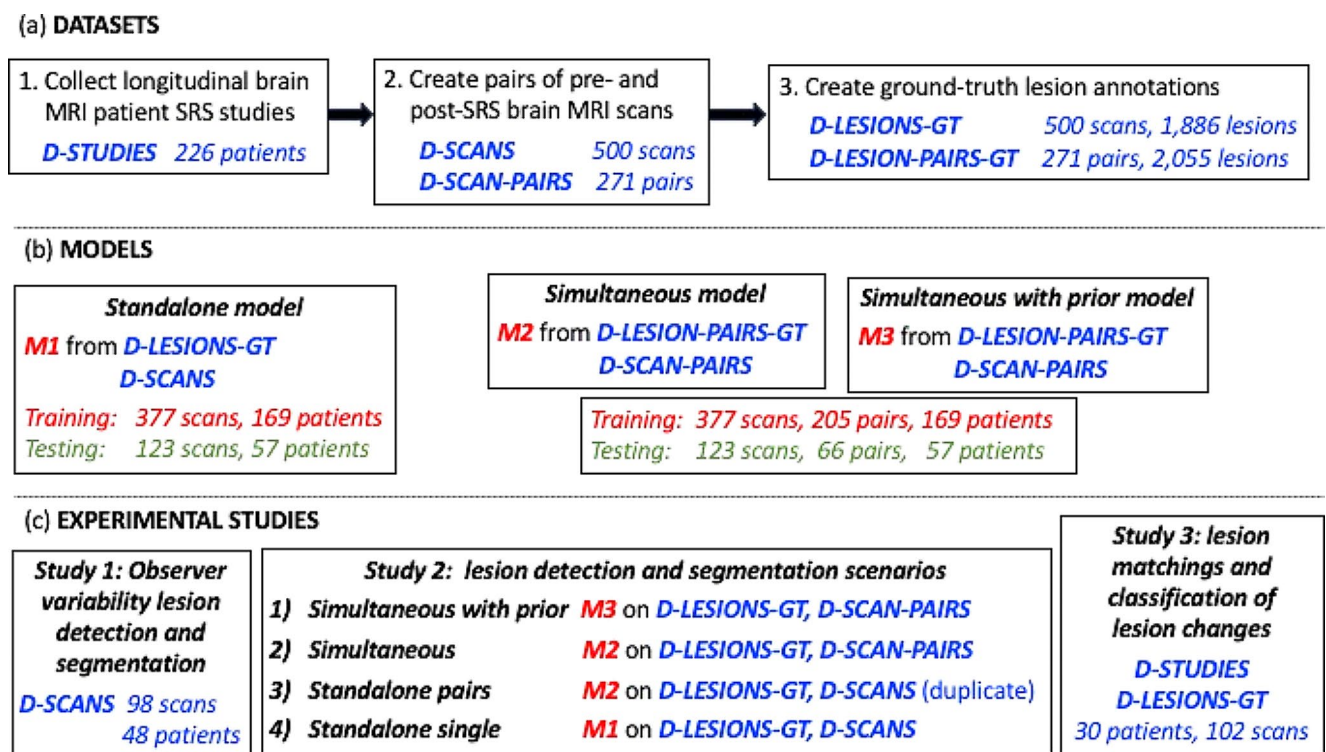 (a) DATASETS
1. Collect longitudinal brain
MRI patient SRS studies
D-STUDIES 226 patients
2. Create pairs of pre- and
post-SRS brain MRI scans
D-SCANS 500 scans
D-SCAN-PAIRS 271 pairs
3. Create ground-truth lesion annotations
D-LESIONS-GT 500 scans, 1,886 lesions
D-LESION-PAIRS-GT 271 pairs, 2,055 lesions
(b) MODELS
Standalone model
M1 from D-LESIONS-GT
D-SCANS
Training: 377 scans, 169 patients
Testing: 123 scans, 57 patients
Simultaneous model
M2 from D-LESION-PAIRS-GT
D-SCAN-PAIRS
Simultaneous with prior model
M3 from D-LESION-PAIRS-GT
D-SCAN-PAIRS
Training: 377 scans, 205 pairs, 169 patients
Testing: 123 scans, 66 pairs, 57 patients
(c) EXPERIMENTAL STUDIES
Study 1: Observer
variability lesion
detection and
segmentation
D-SCANS 98 scans
48 patients
Study 2: lesion detection and segmentation scenarios
1) Simultaneous with prior M3 on D-LESIONS-GT, D-SCAN-PAIRS
2) Simultaneous M2 on D-LESIONS-GT, D-SCAN-PAIRS
3) Standalone pairs M2 on D-LESIONS-GT, D-SCANS (duplicate)
4) Standalone single M1 on D-LESIONS-GT, D-SCANS
Study 3: lesion
matchings and
classification of
lesion changes
D-STUDIES
D-LESIONS-GT
30 patients, 102 scans